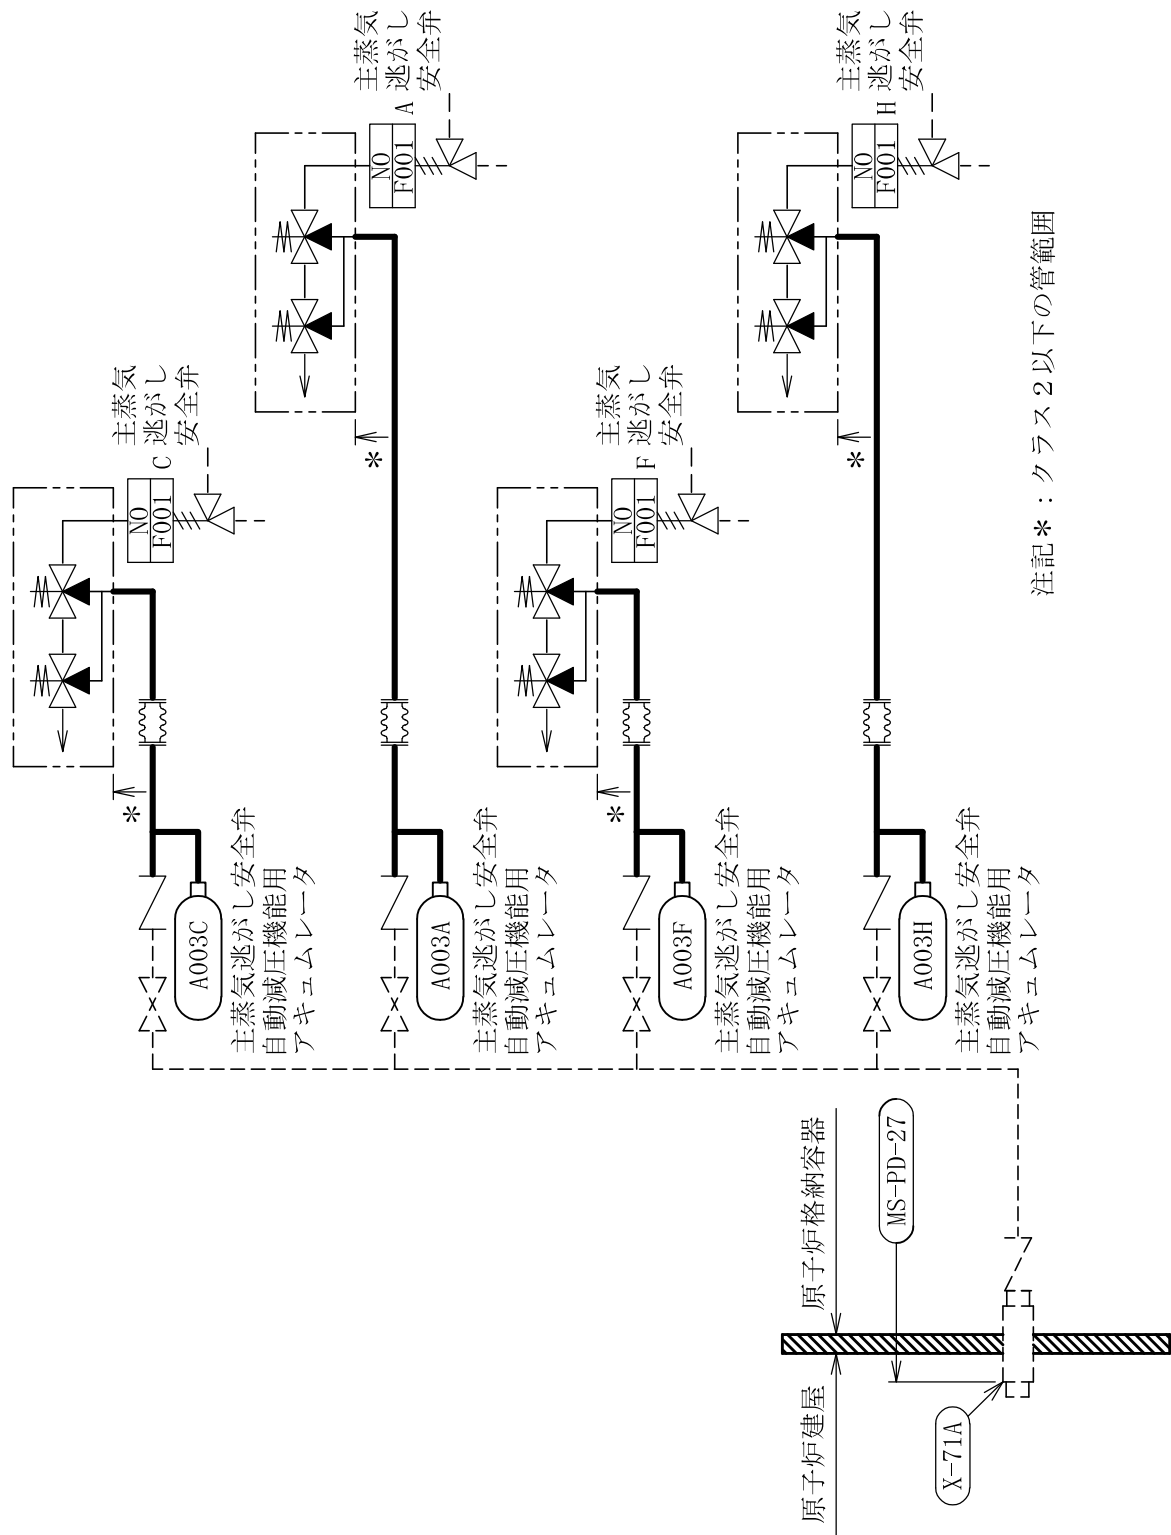 主蒸気
逃がし
安全弁
C
NO
F001
*
A003C
主蒸気逃がし安全弁
自動減圧機能用
アキュムレータ
主蒸気
逃がし
安全弁
A
NO
F001
*
A003A
主蒸気逃がし安全弁
自動減圧機能用
アキュムレータ
主蒸気
逃がし
安全弁
F
NO
F001
*
A003F
主蒸気逃がし安全弁
自動減圧機能用
アキュムレータ
主蒸気
逃がし
安全弁
H
NO
F001
*
A003H
主蒸気逃がし安全弁
自動減圧機能用
アキュムレータ
原子炉建屋
原子炉格納容器
MS-PD-27
X-71A
注記*：クラス2以下の管範囲